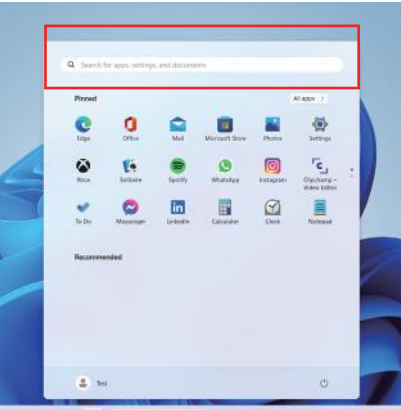 Search for apps, settings, and documents
Pinned
All apps >
Edge
Office
Mail
Microsoft Store
Photos
Settings
Xbox
Solitaire
Spotify
WhatsApp
Instagram
Clipchamp –
Video Editor
To Do
Messenger
LinkedIn
Calculator
Clock
Notepad
Recommended
Test